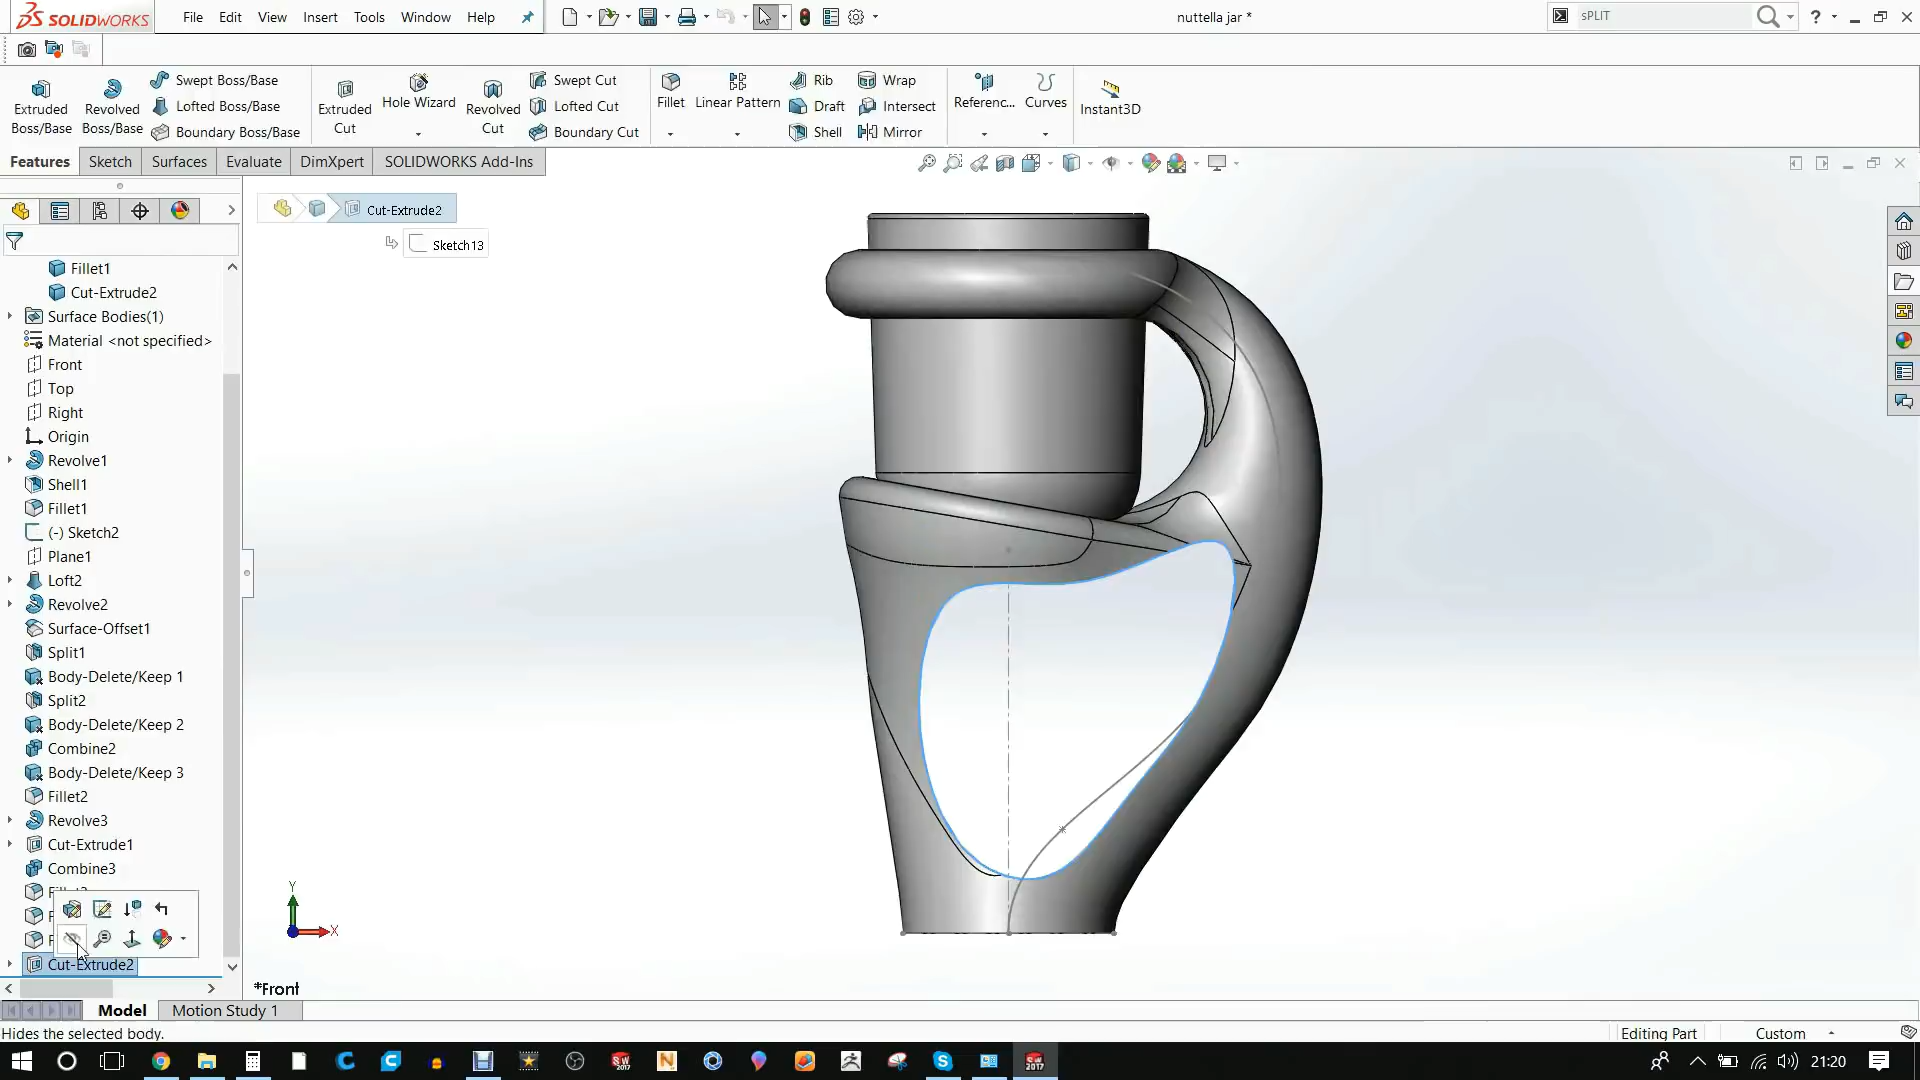 SOLIDWORKS
File Edit View Insert Tools Window Help
nuttella jar *
sPLIT
Extruded Boss/Base
Revolved Boss/Base
Swept Boss/Base
Lofted Boss/Base
Boundary Boss/Base
Extruded Cut
Hole Wizard
Revolved Cut
Swept Cut
Lofted Cut
Boundary Cut
Fillet
Linear Pattern
Rib
Draft
Shell
Wrap
Intersect
Mirror
Referenc...
Curves
Instant3D
Features Sketch Surfaces Evaluate DimXpert SOLIDWORKS Add-Ins
Cut-Extrude2
Sketch13
Fillet1
Cut-Extrude2
Surface Bodies(1)
Material <not specified>
Front
Top
Right
Origin
Revolve1
Shell1
Fillet1
(-) Sketch2
Plane1
Loft2
Revolve2
Surface-Offset1
Split1
Body-Delete/Keep 1
Split2
Body-Delete/Keep 2
Combine2
Body-Delete/Keep 3
Fillet2
Revolve3
Cut-Extrude1
Combine3
Cut-Extrude2
Y
X
*Front
Model Motion Study 1
Hides the selected body.
Editing Part Custom
SW 2017
SW 2017
21:20